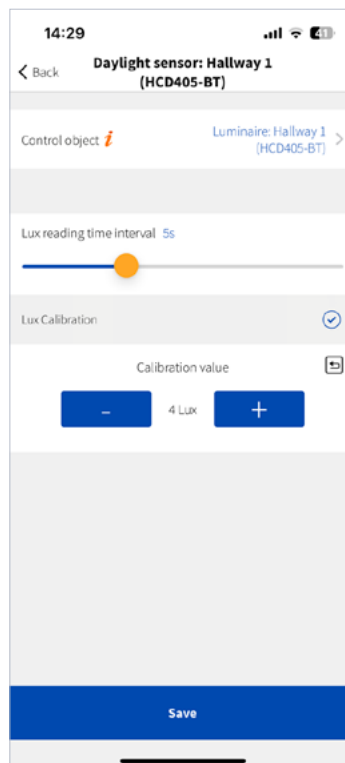 14:29
41
Back
Daylight sensor: Hallway 1
(HCD405-BT)
Control object i
Luminaire: Hallway 1
(HCD405-BT)
Lux reading time interval 5s
Lux Calibration
Calibration value
- 4 Lux +
Save